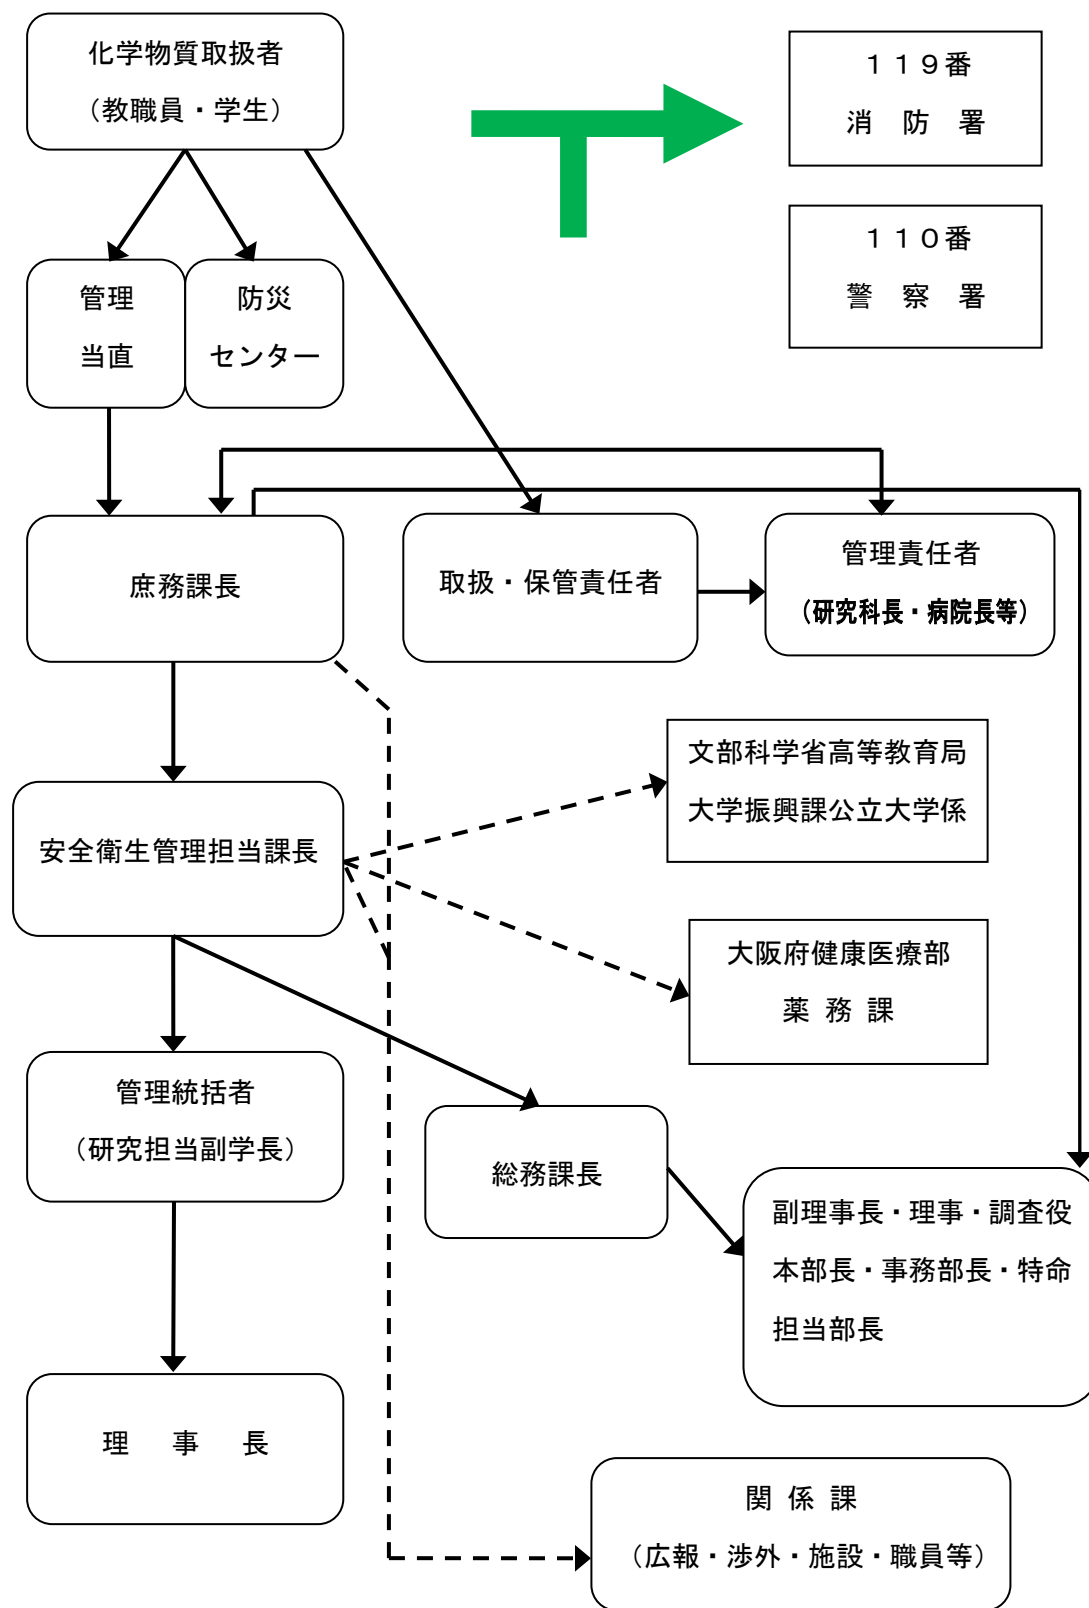 化学物質取扱者
（教職員・学生）
１１９番
消　防　署
１１０番
警　察　署
管理
当直
防災
センター
庶務課長
取扱・保管責任者
管理責任者
（研究科長・病院長等）
文部科学省高等教育局
大学振興課公立大学係
安全衛生管理担当課長
大阪府健康医療部
薬 務 課
管理統括者
（研究担当副学長）
総務課長
副理事長・理事・調査役
本部長・事務部長・特命
担当部長
理　事　長
関 係 課
（広報・渉外・施設・職員等）